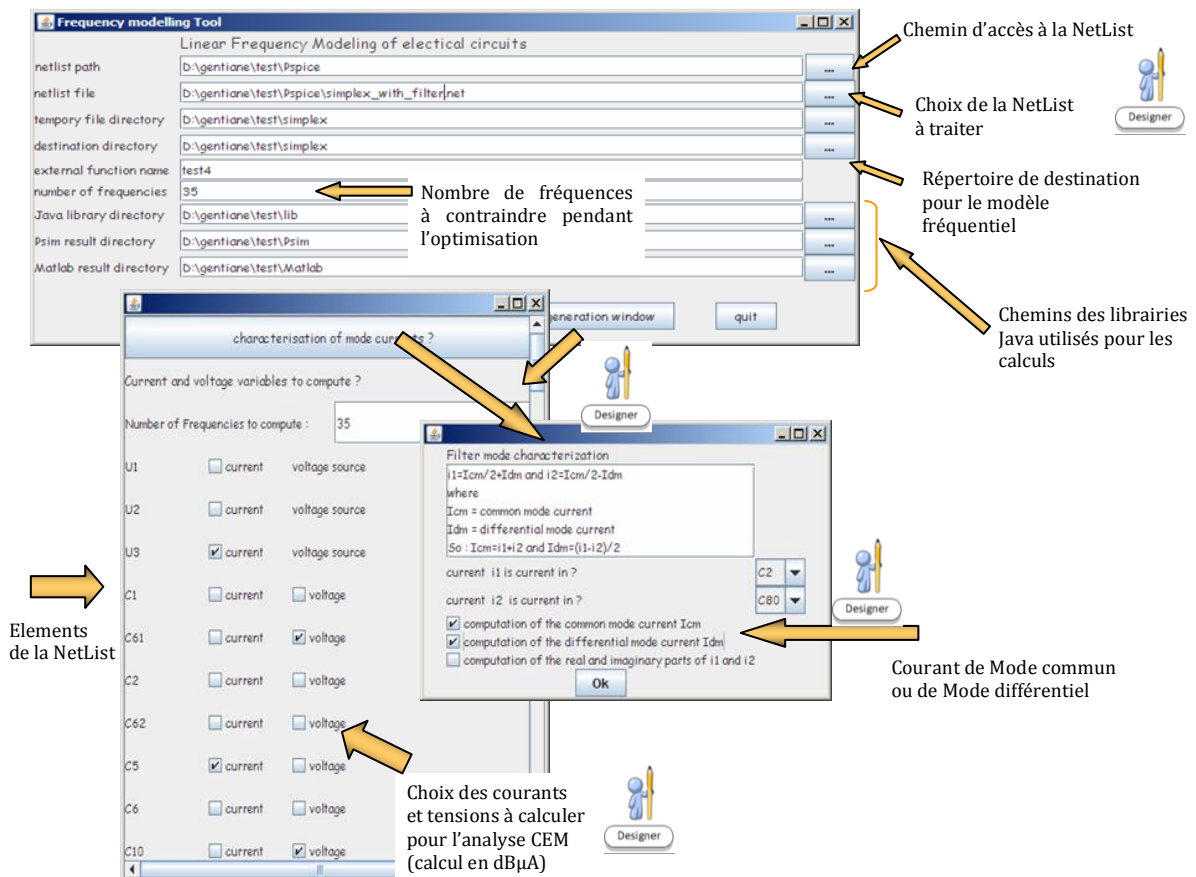 Frequency modelling Tool
Linear Frequency Modeling of electical circuits
netlist path D:\gentiane\test\Pspice ...
netlist file D:\gentiane\test\Pspice\simplex_with_filter.net ...
tempory file directory D:\gentiane\test\simplex ...
destination directory D:\gentiane\test\simplex ...
external function name test4
number of frequencies 35
Java library directory D:\gentiane\test\lib ...
Psim result directory D:\gentiane\test\Psim ...
Matlab result directory D:\gentiane\test\Matlab ...
generation window quit
Chemin d'accès à la NetList
Choix de la NetList
à traiter
Designer
Répertoire de destination
pour le modèle
fréquentiel
Nombre de fréquences
à contraindre pendant
l'optimisation
Chemins des librairies
Java utilisés pour les
calculs
characterisation of mode currents ?
Current and voltage variables to compute ?
Number of Frequencies to compute : 35
U1 current voltage source
U2 current voltage source
U3 current voltage source
C1 current voltage
C61 current voltage
C2 current voltage
C62 current voltage
C5 current voltage
C6 current voltage
C10 current voltage
Designer
Filter mode characterization
i1=Icm/2+Idm and i2=Icm/2-Idm
where
Icm = common mode current
Idm = differential mode current
So : Icm=i1+i2 and Idm=(i1-i2)/2
current i1 is current in ? C2
current i2 is current in ? C80
computation of the common mode current Icm
computation of the differential mode current Idm
computation of the real and imaginary parts of i1 and i2
Ok
Designer
Elements
de la NetList
Courant de Mode commun
ou de Mode différentiel
Choix des courants
et tensions à calculer
pour l'analyse CEM
(calcul en dBµA)
Designer